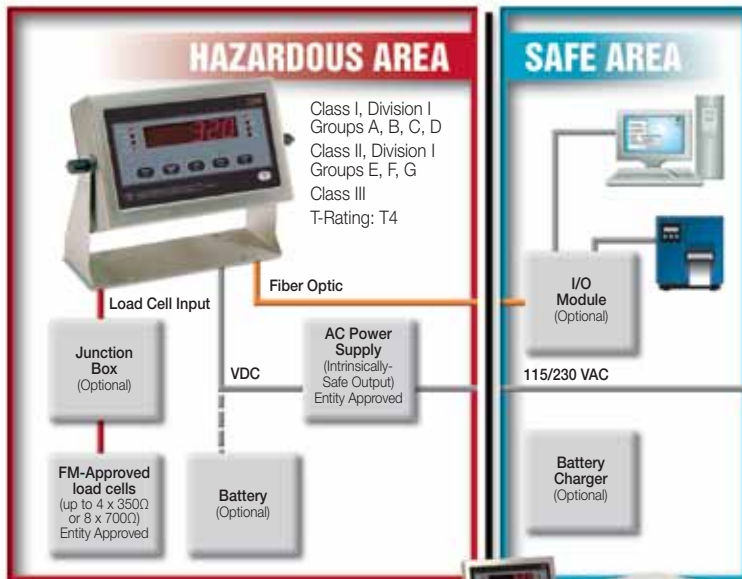 HAZARDOUS AREA
SAFE AREA
Class I, Division I
Groups A, B, C, D
Class II, Division I
Groups E, F, G
Class III
T-Rating: T4
Load Cell Input
Fiber Optic
I/O
Module
(Optional)
Junction
Box
(Optional)
VDC
AC Power
Supply
(Intrinsically-
Safe Output)
Entity Approved
115/230 VAC
FM-Approved
load cells
(up to 4 x 350Ω
or 8 x 700Ω)
Entity Approved
Battery
(Optional)
Battery
Charger
(Optional)